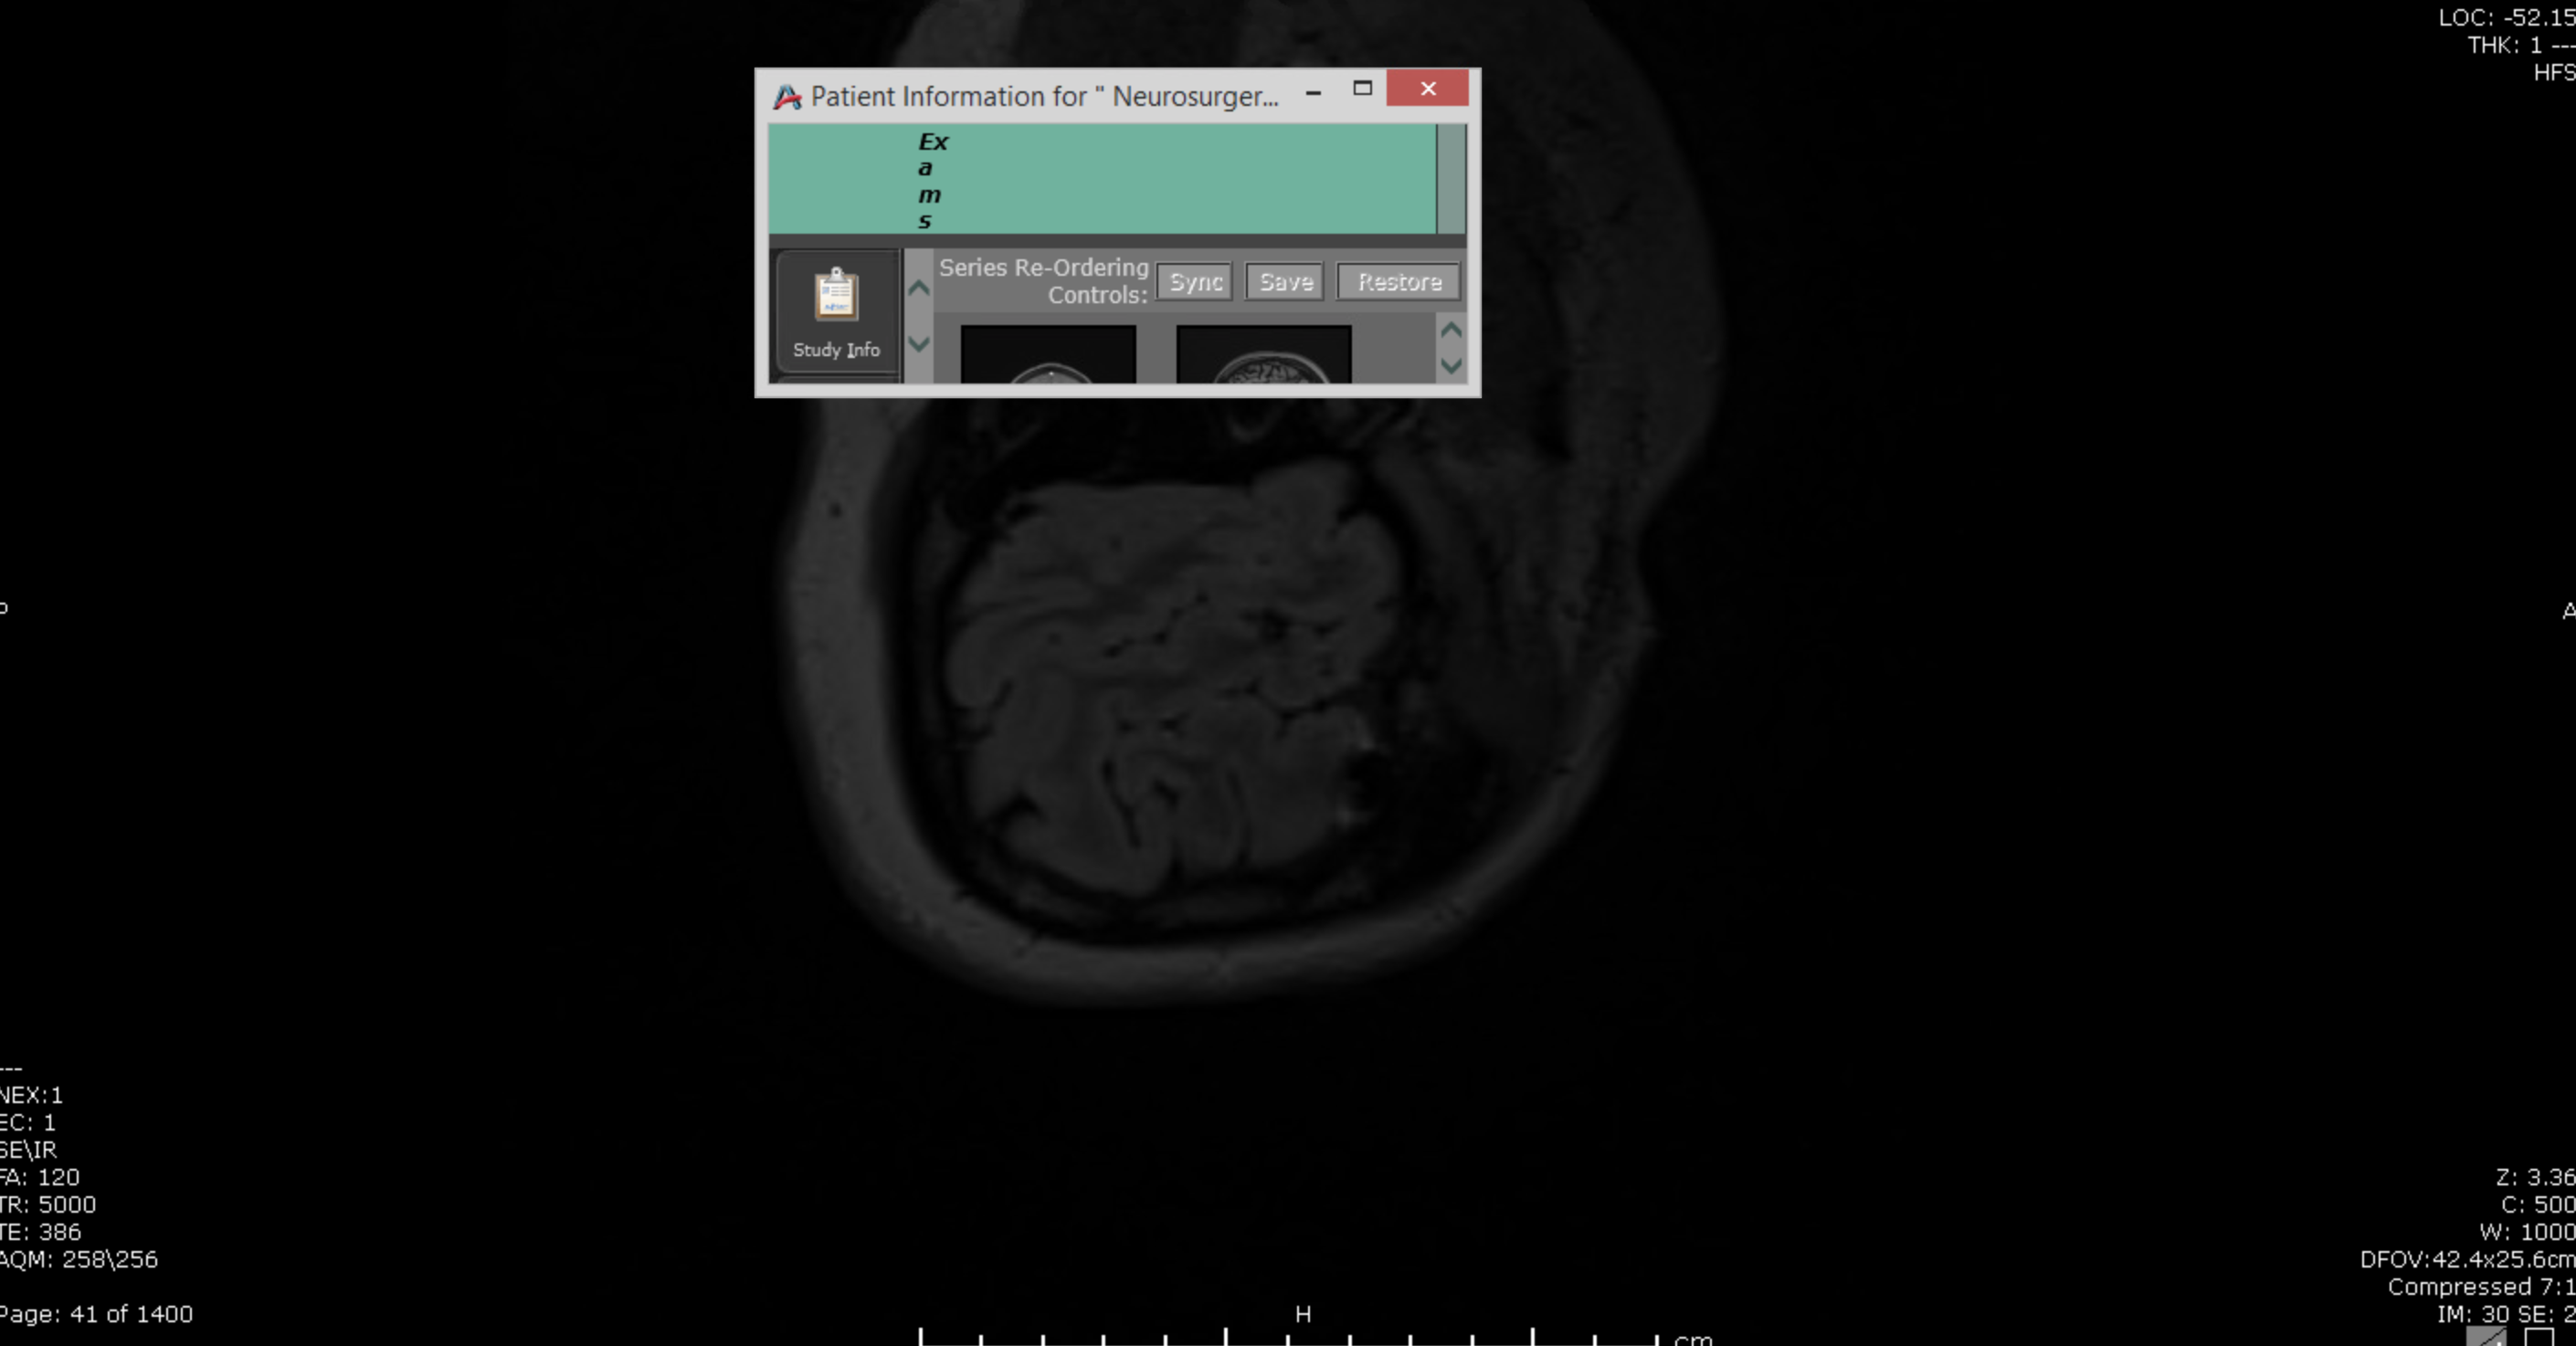 LOC: -52.15
THK: 1 ---
HFS
Patient Information for " Neurosurger...
Ex
a
m
s
Series Re-Ordering
Controls:
Sync
Save
Restore
Study Info
P
A
---
NEX:1
EC: 1
SE\IR
FA: 120
TR: 5000
TE: 386
AQM: 258\256
Page: 41 of 1400
H
cm
Z: 3.36
C: 500
W: 1000
DFOV:42.4x25.6cm
Compressed 7:1
IM: 30 SE: 2